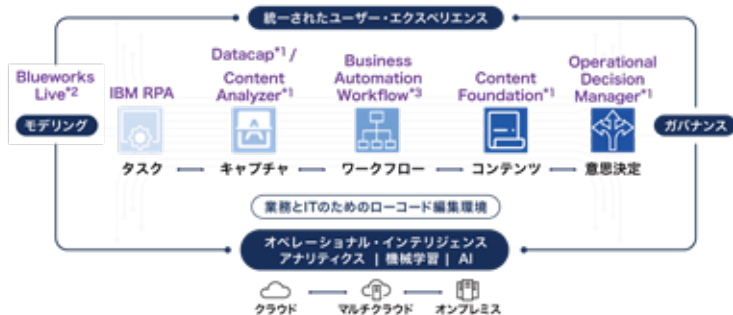 統一されたユーザー・エクスペリエンス
Blueworks
Live*2
モデリング
IBM RPA
タスク
Datacap*1 /
Content
Analyzer*1
キャプチャ
Business
Automation
Workflow*3
ワークフロー
Content
Foundation*1
コンテンツ
Operational
Decision
Manager*1
意思決定
ガバナンス
業務とITのためのローコード編集環境
オペレーショナル・インテリジェンス
アナリティクス | 機械学習 | AI
クラウド
マルチクラウド
オンプレミス